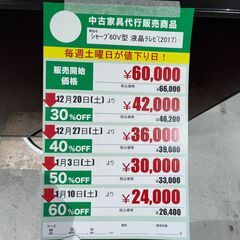 中古家具代行販売商品
商品名
シャープ60V型 液晶テレビ(2017)
毎週土曜日が値下り日！
販売開始価格 ¥60,000
税込価格 ¥66,000
12月20日(土)より ¥42,000
30%OFF 税込価格 ¥46,200
12月27日(土)より ¥36,000
40%OFF 税込価格 ¥39,600
1月3日(土)より ¥30,000
50%OFF 税込価格 ¥33,000
1月10日(土)より ¥24,000
60%OFF 税込価格 ¥26,400
サイズ
W
D
H